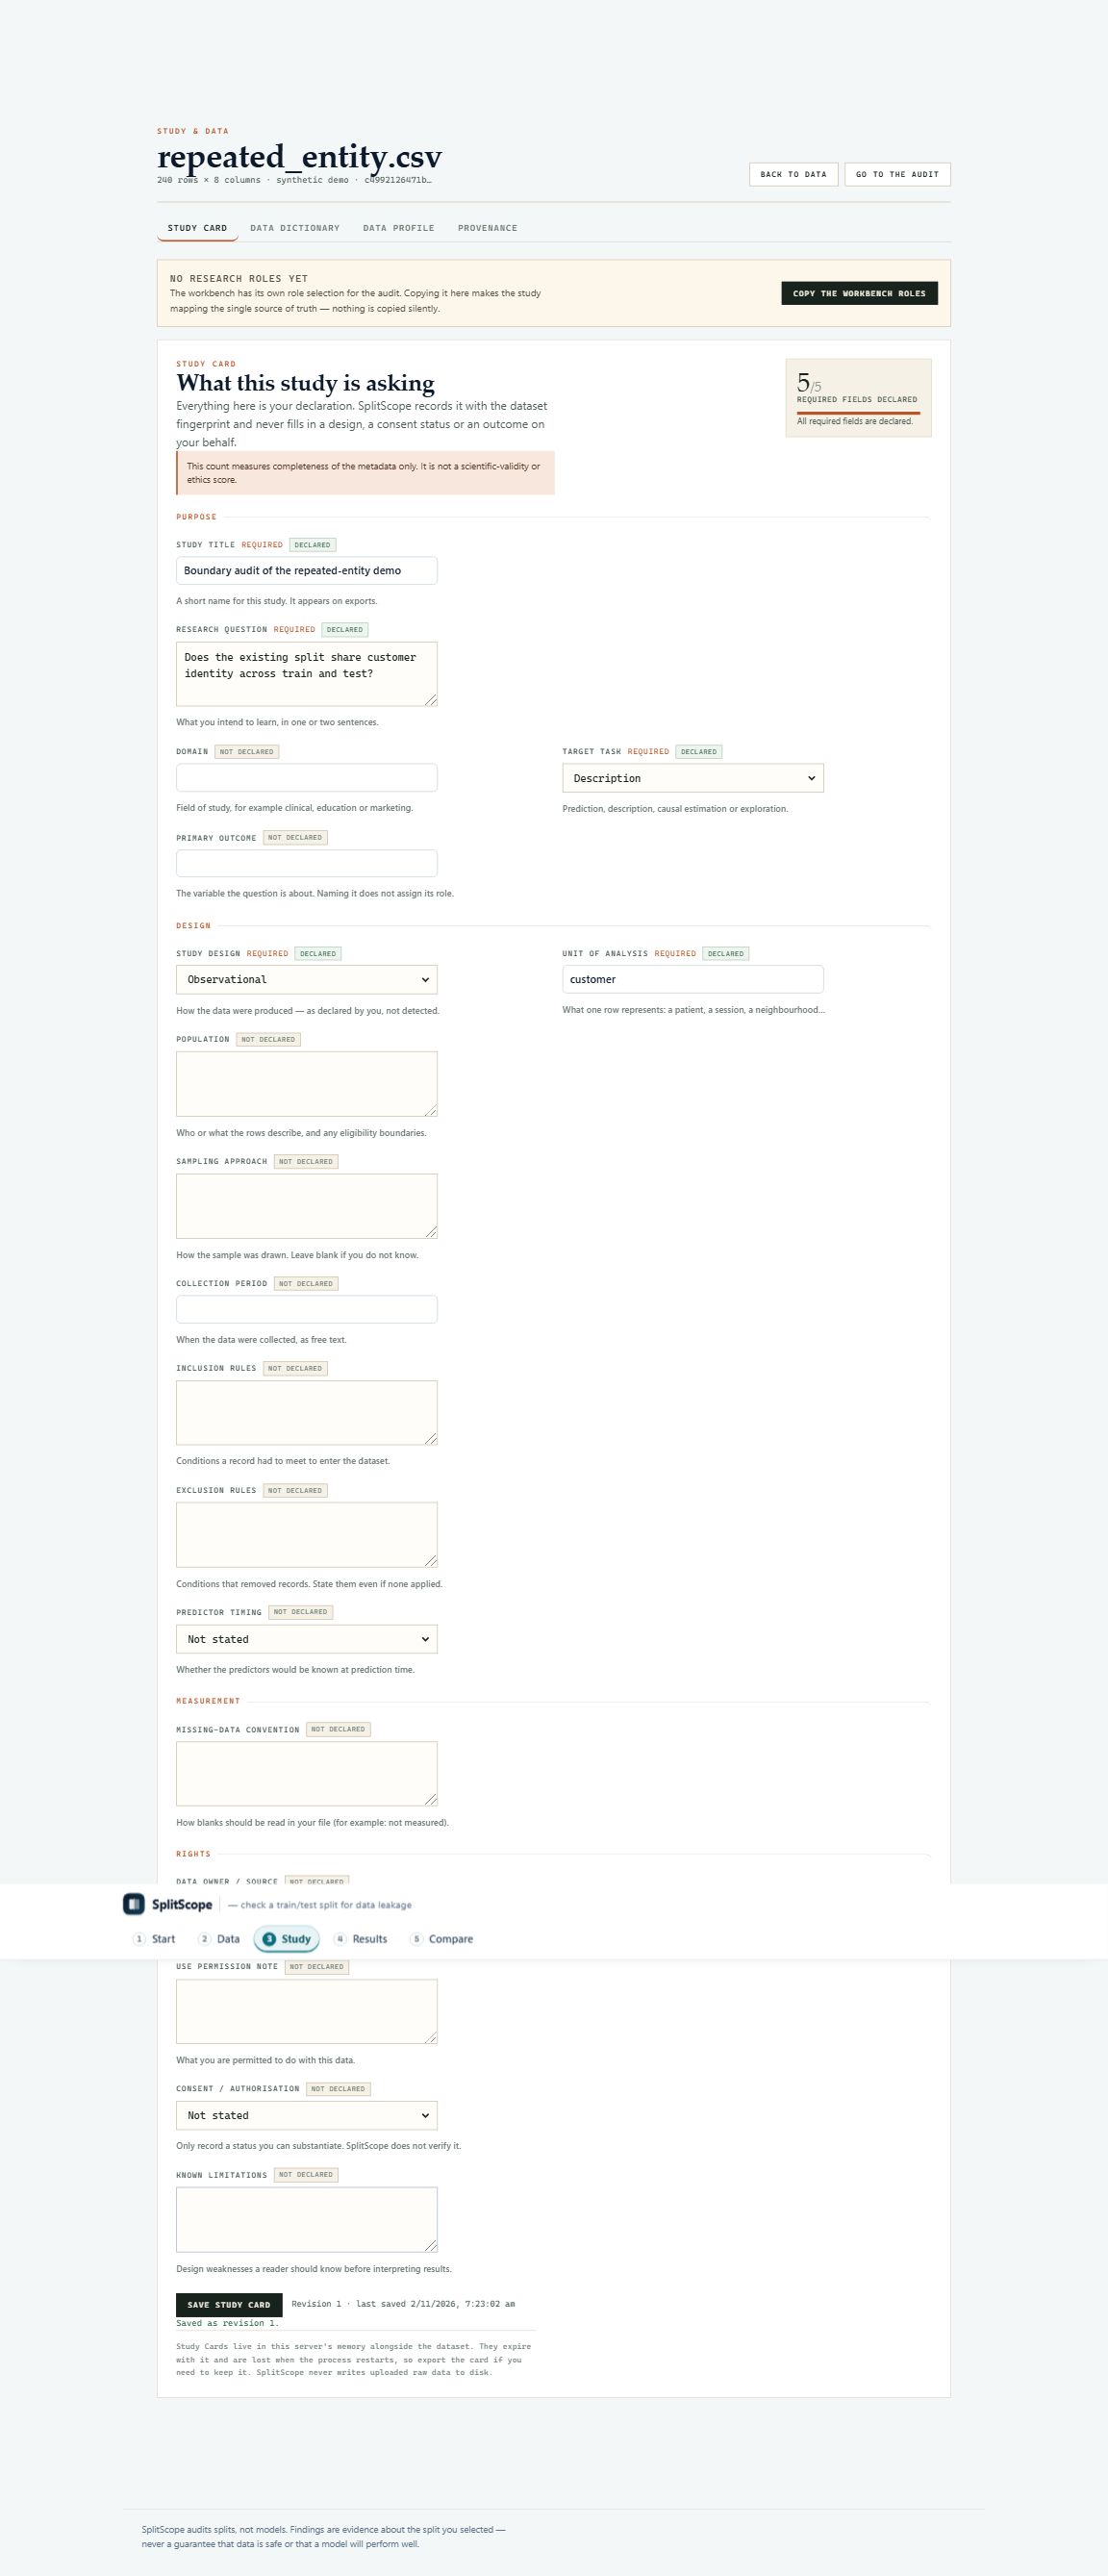 STUDY & DATA
repeated_entity.csv
240 rows × 8 columns · synthetic demo · c4992126471b…
BACK TO DATA
GO TO THE AUDIT
STUDY CARD
DATA DICTIONARY
DATA PROFILE
PROVENANCE
NO RESEARCH ROLES YET
The workbench has its own role selection for the audit. Copying it here makes the study
mapping the single source of truth — nothing is copied silently.
COPY THE WORKBENCH ROLES
STUDY CARD
What this study is asking
Everything here is your declaration. SplitScope records it with the dataset
fingerprint and never fills in a design, a consent status or an outcome on
your behalf.
This count measures completeness of the metadata only. It is not a scientific-validity or
ethics score.
5/5
REQUIRED FIELDS DECLARED
All required fields are declared.
PURPOSE
STUDY TITLE REQUIRED DECLARED
Boundary audit of the repeated-entity demo
A short name for this study. It appears on exports.
RESEARCH QUESTION REQUIRED DECLARED
Does the existing split share customer
identity across train and test?
What you intend to learn, in one or two sentences.
DOMAIN NOT DECLARED
Field of study, for example clinical, education or marketing.
TARGET TASK REQUIRED DECLARED
Description
Prediction, description, causal estimation or exploration.
PRIMARY OUTCOME NOT DECLARED
The variable the question is about. Naming it does not assign its role.
DESIGN
STUDY DESIGN REQUIRED DECLARED
Observational
How the data were produced — as declared by you, not detected.
UNIT OF ANALYSIS REQUIRED DECLARED
customer
What one row represents: a patient, a session, a neighbourhood…
POPULATION NOT DECLARED
Who or what the rows describe, and any eligibility boundaries.
SAMPLING APPROACH NOT DECLARED
How the sample was drawn. Leave blank if you do not know.
COLLECTION PERIOD NOT DECLARED
When the data were collected, as free text.
INCLUSION RULES NOT DECLARED
Conditions a record had to meet to enter the dataset.
EXCLUSION RULES NOT DECLARED
Conditions that removed records. State them even if none applied.
PREDICTOR TIMING NOT DECLARED
Not stated
Whether the predictors would be known at prediction time.
MEASUREMENT
MISSING-DATA CONVENTION NOT DECLARED
How blanks should be read in your file (for example: not measured).
RIGHTS
DATA OWNER / SOURCE NOT DECLARED
SplitScope — check a train/test split for data leakage
1 Start
2 Data
3 Study
4 Results
5 Compare
USE PERMISSION NOTE NOT DECLARED
What you are permitted to do with this data.
CONSENT / AUTHORISATION NOT DECLARED
Not stated
Only record a status you can substantiate. SplitScope does not verify it.
KNOWN LIMITATIONS NOT DECLARED
Design weaknesses a reader should know before interpreting results.
SAVE STUDY CARD
Revision 1 · last saved 2/11/2026, 7:23:02 am
Saved as revision 1.
Study Cards live in this server's memory alongside the dataset. They expire
with it and are lost when the process restarts, so export the card if you
need to keep it. SplitScope never writes uploaded raw data to disk.
SplitScope audits splits, not models. Findings are evidence about the split you selected —
never a guarantee that data is safe or that a model will perform well.